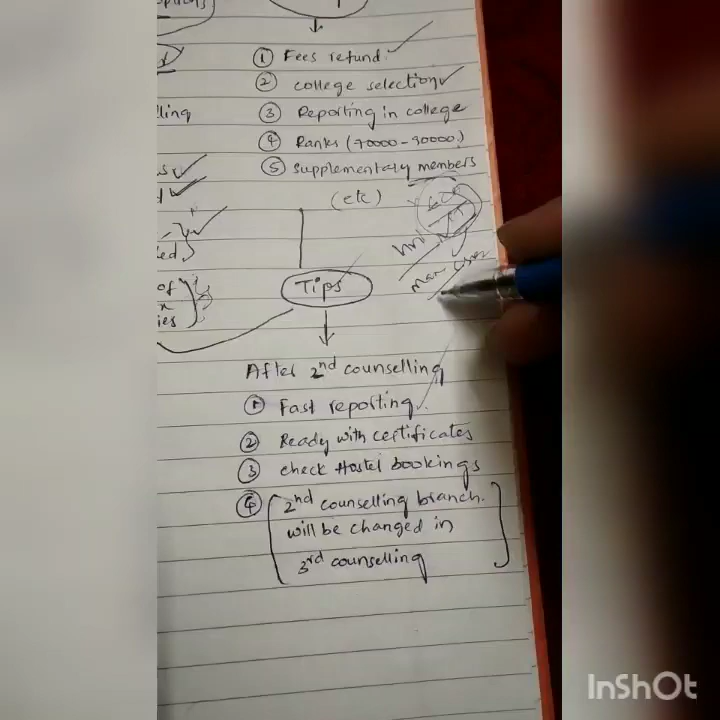 ① Fees refund.
② college selection
lling
③ Reporting in college
④ Ranks (70000-90000)
⑤ supplementary members
(etc)
of
ies
Tips
After 2nd counselling
① Fast reporting
② Ready with certificates
③ check Hostel bookings
④ 2nd counselling branch.
will be changed in
3rd counselling
InShOt